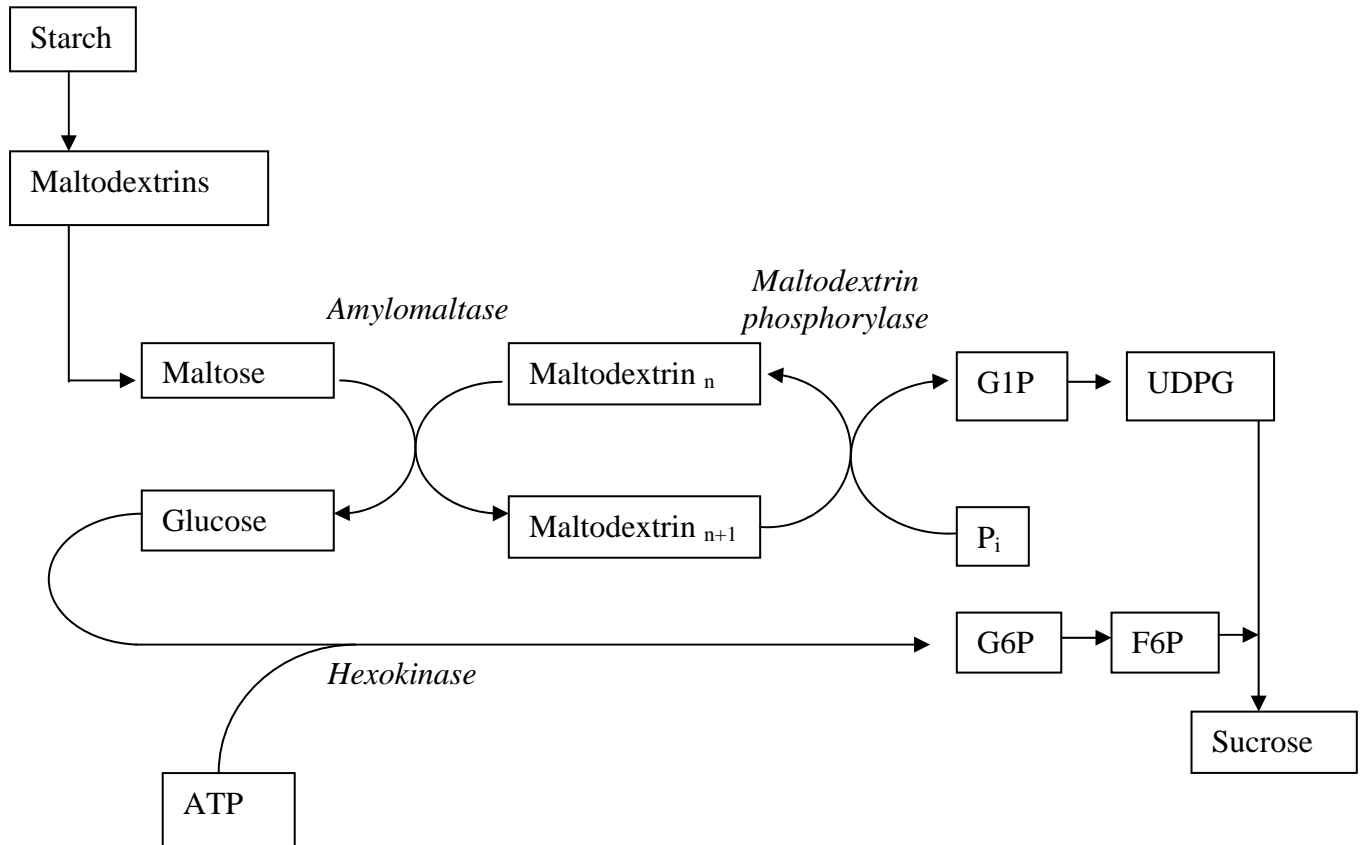 Starch
Maltodextrins
Amylomaltase
Maltodextrin
phosphorylase
Maltose
Maltodextrin n
G1P
UDPG
Glucose
Maltodextrin n+1
Pi
G6P
F6P
Hexokinase
Sucrose
ATP